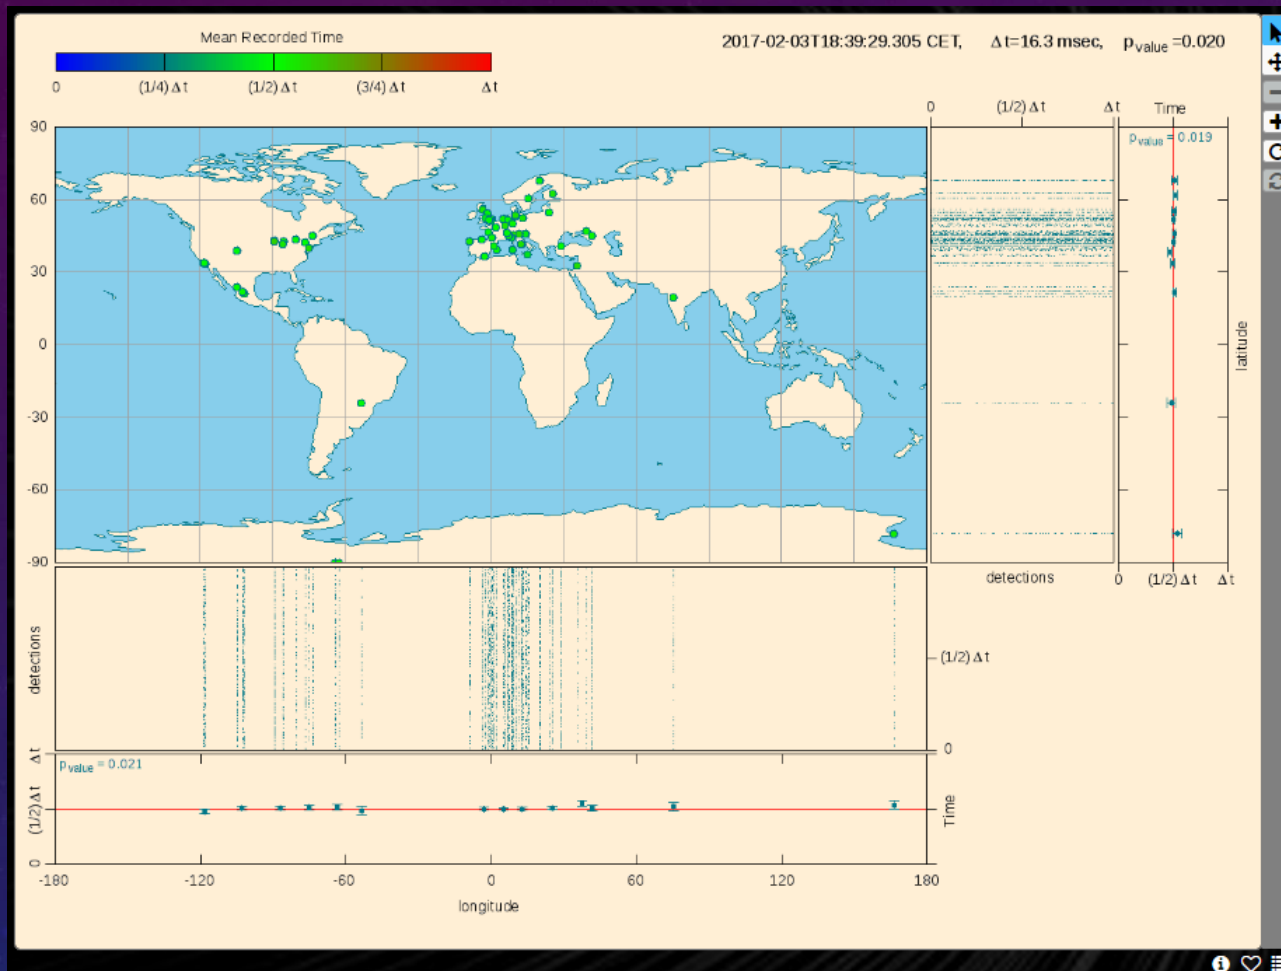 Mean Recorded Time
2017-02-03T18:39:29.305 CET, Δt=16.3 msec, pvalue =0.020
0 (1/4)Δt (1/2)Δt (3/4)Δt Δt
0 (1/2)Δt Δt Time
90
60
30
0
-30
-60
-90
pvalue = 0.019
latitude
detections
0 (1/2)Δt Δt
detections
(1/2)Δt
0
Δt
(1/2)Δt
0
pvalue = 0.021
Time
-180 -120 -60 0 60 120 180
longitude